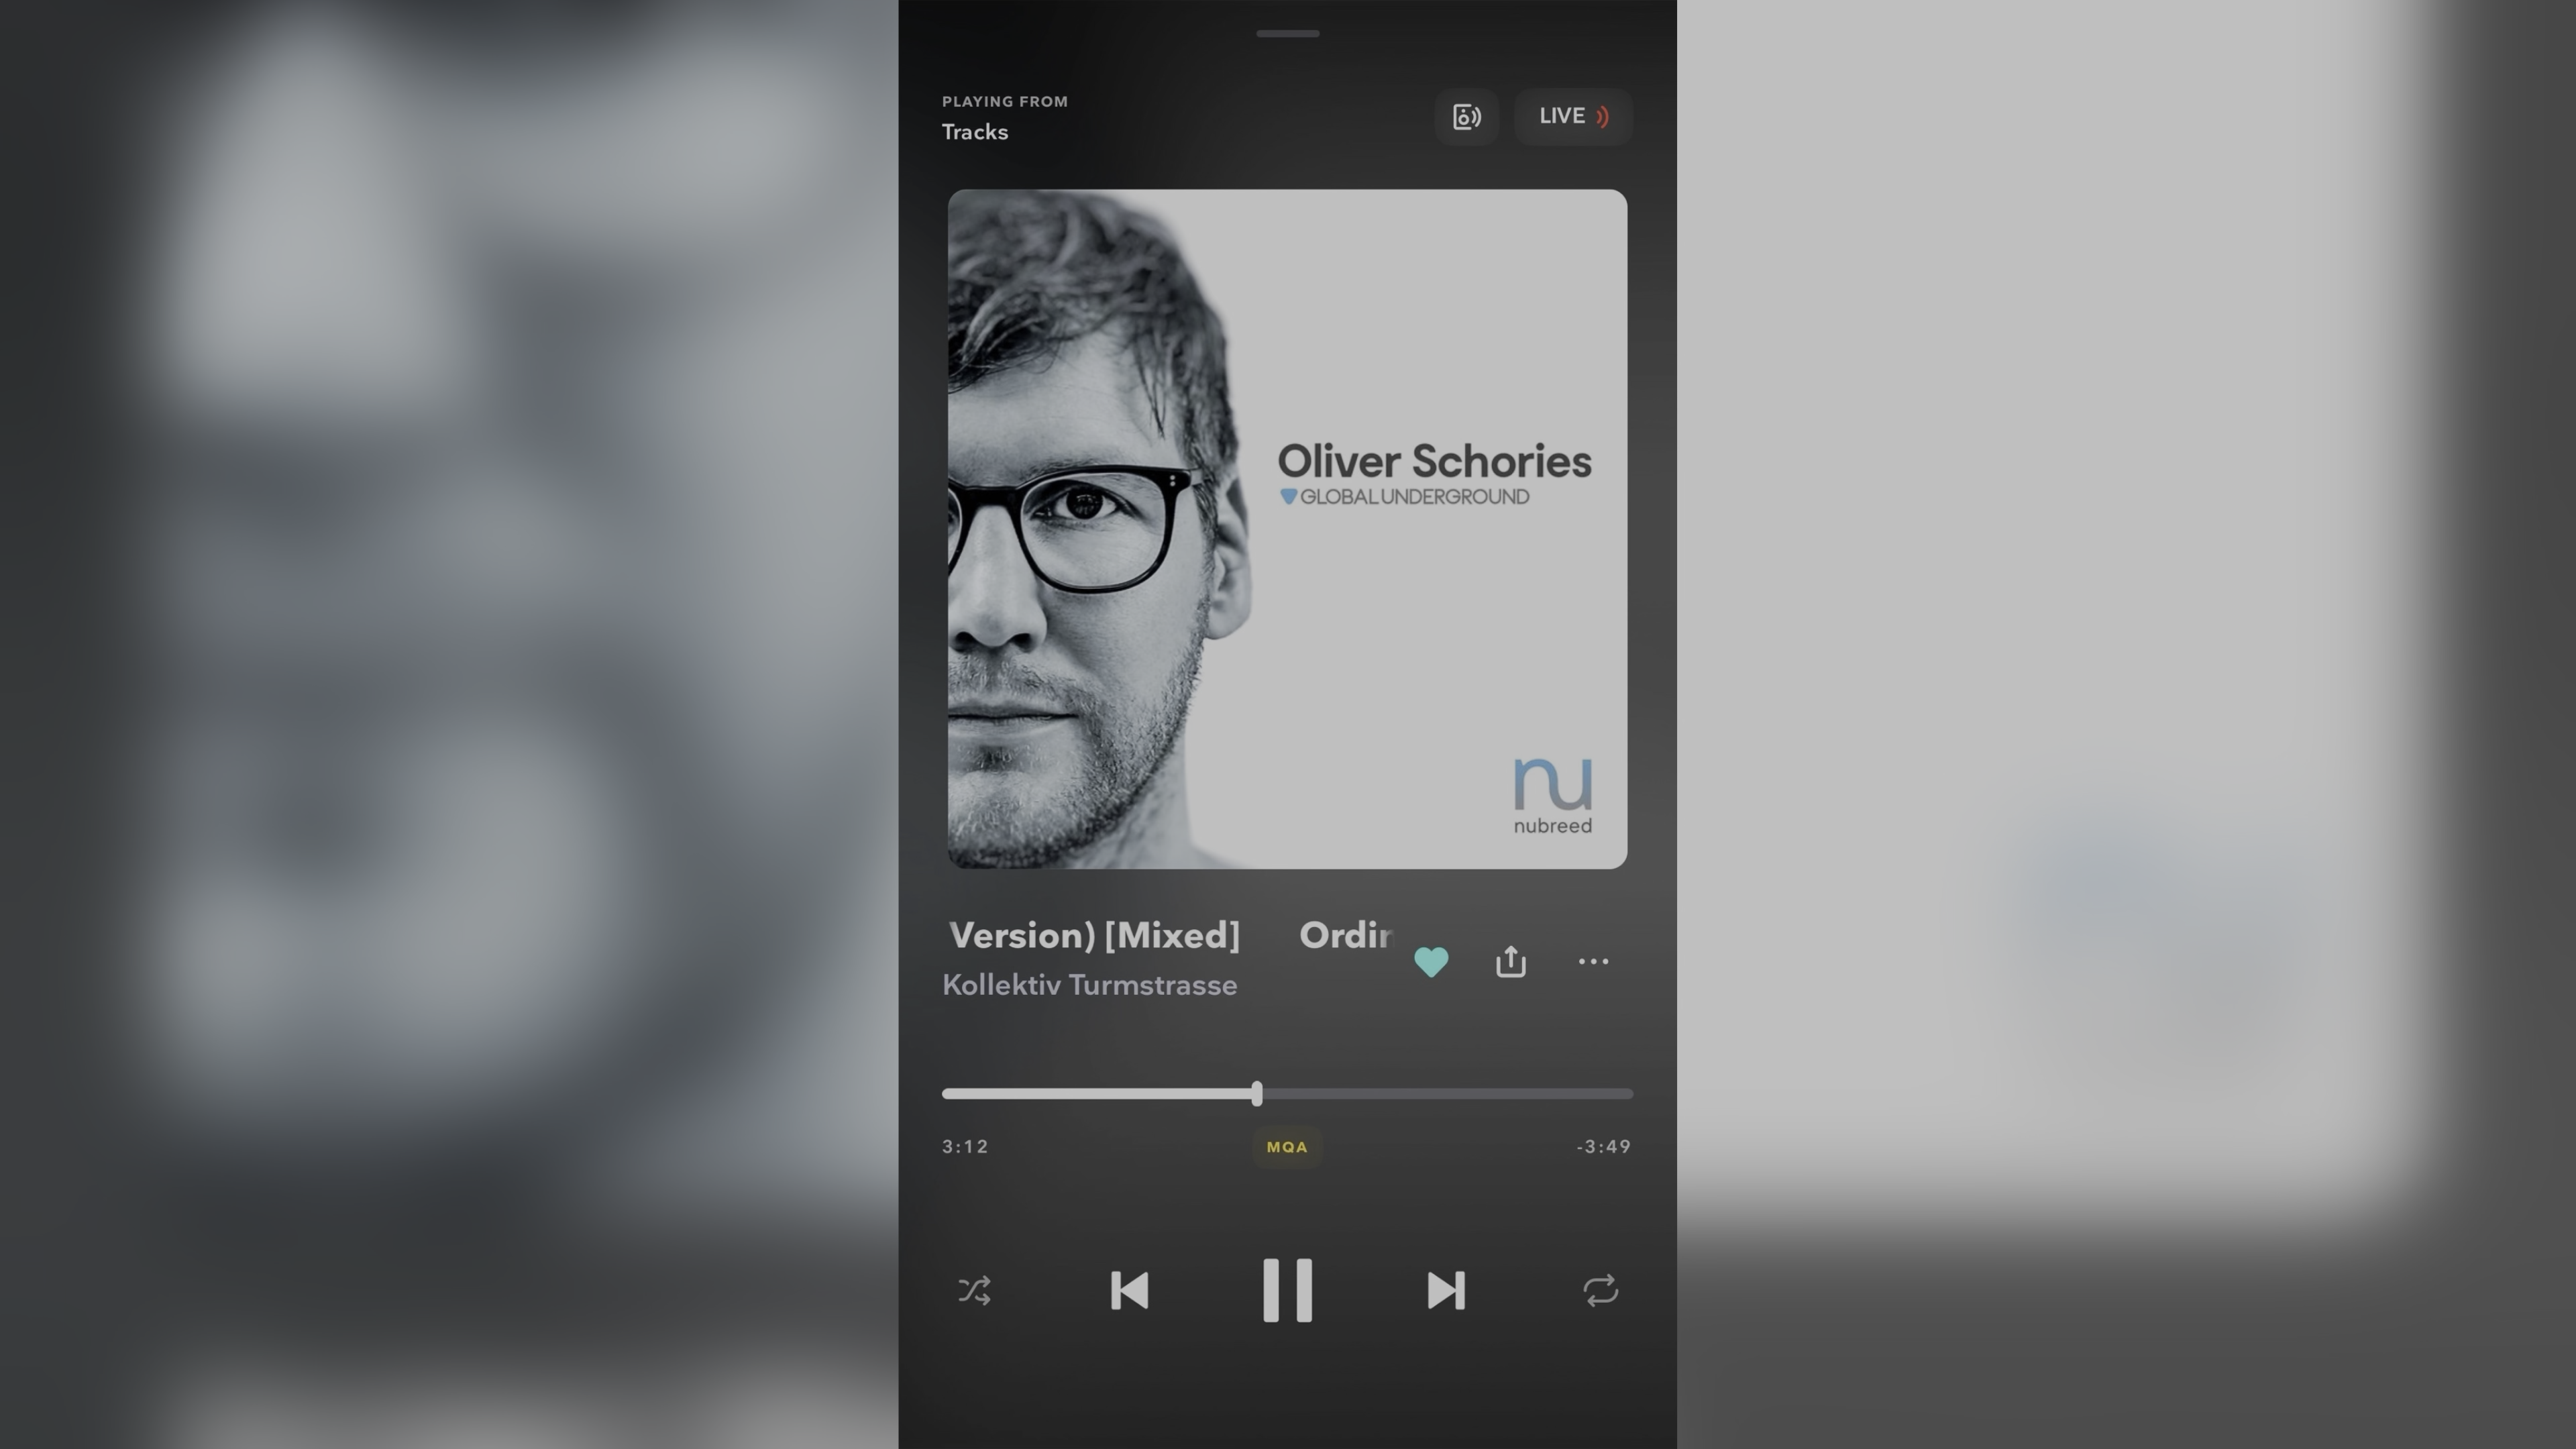 PLAYING FROM
Tracks
LIVE
Oliver Schories
GLOBAL UNDERGROUND
nu
nubreed
Version) [Mixed] Ordin
Kollektiv Turmstrasse
3:12
MQA
-3:49